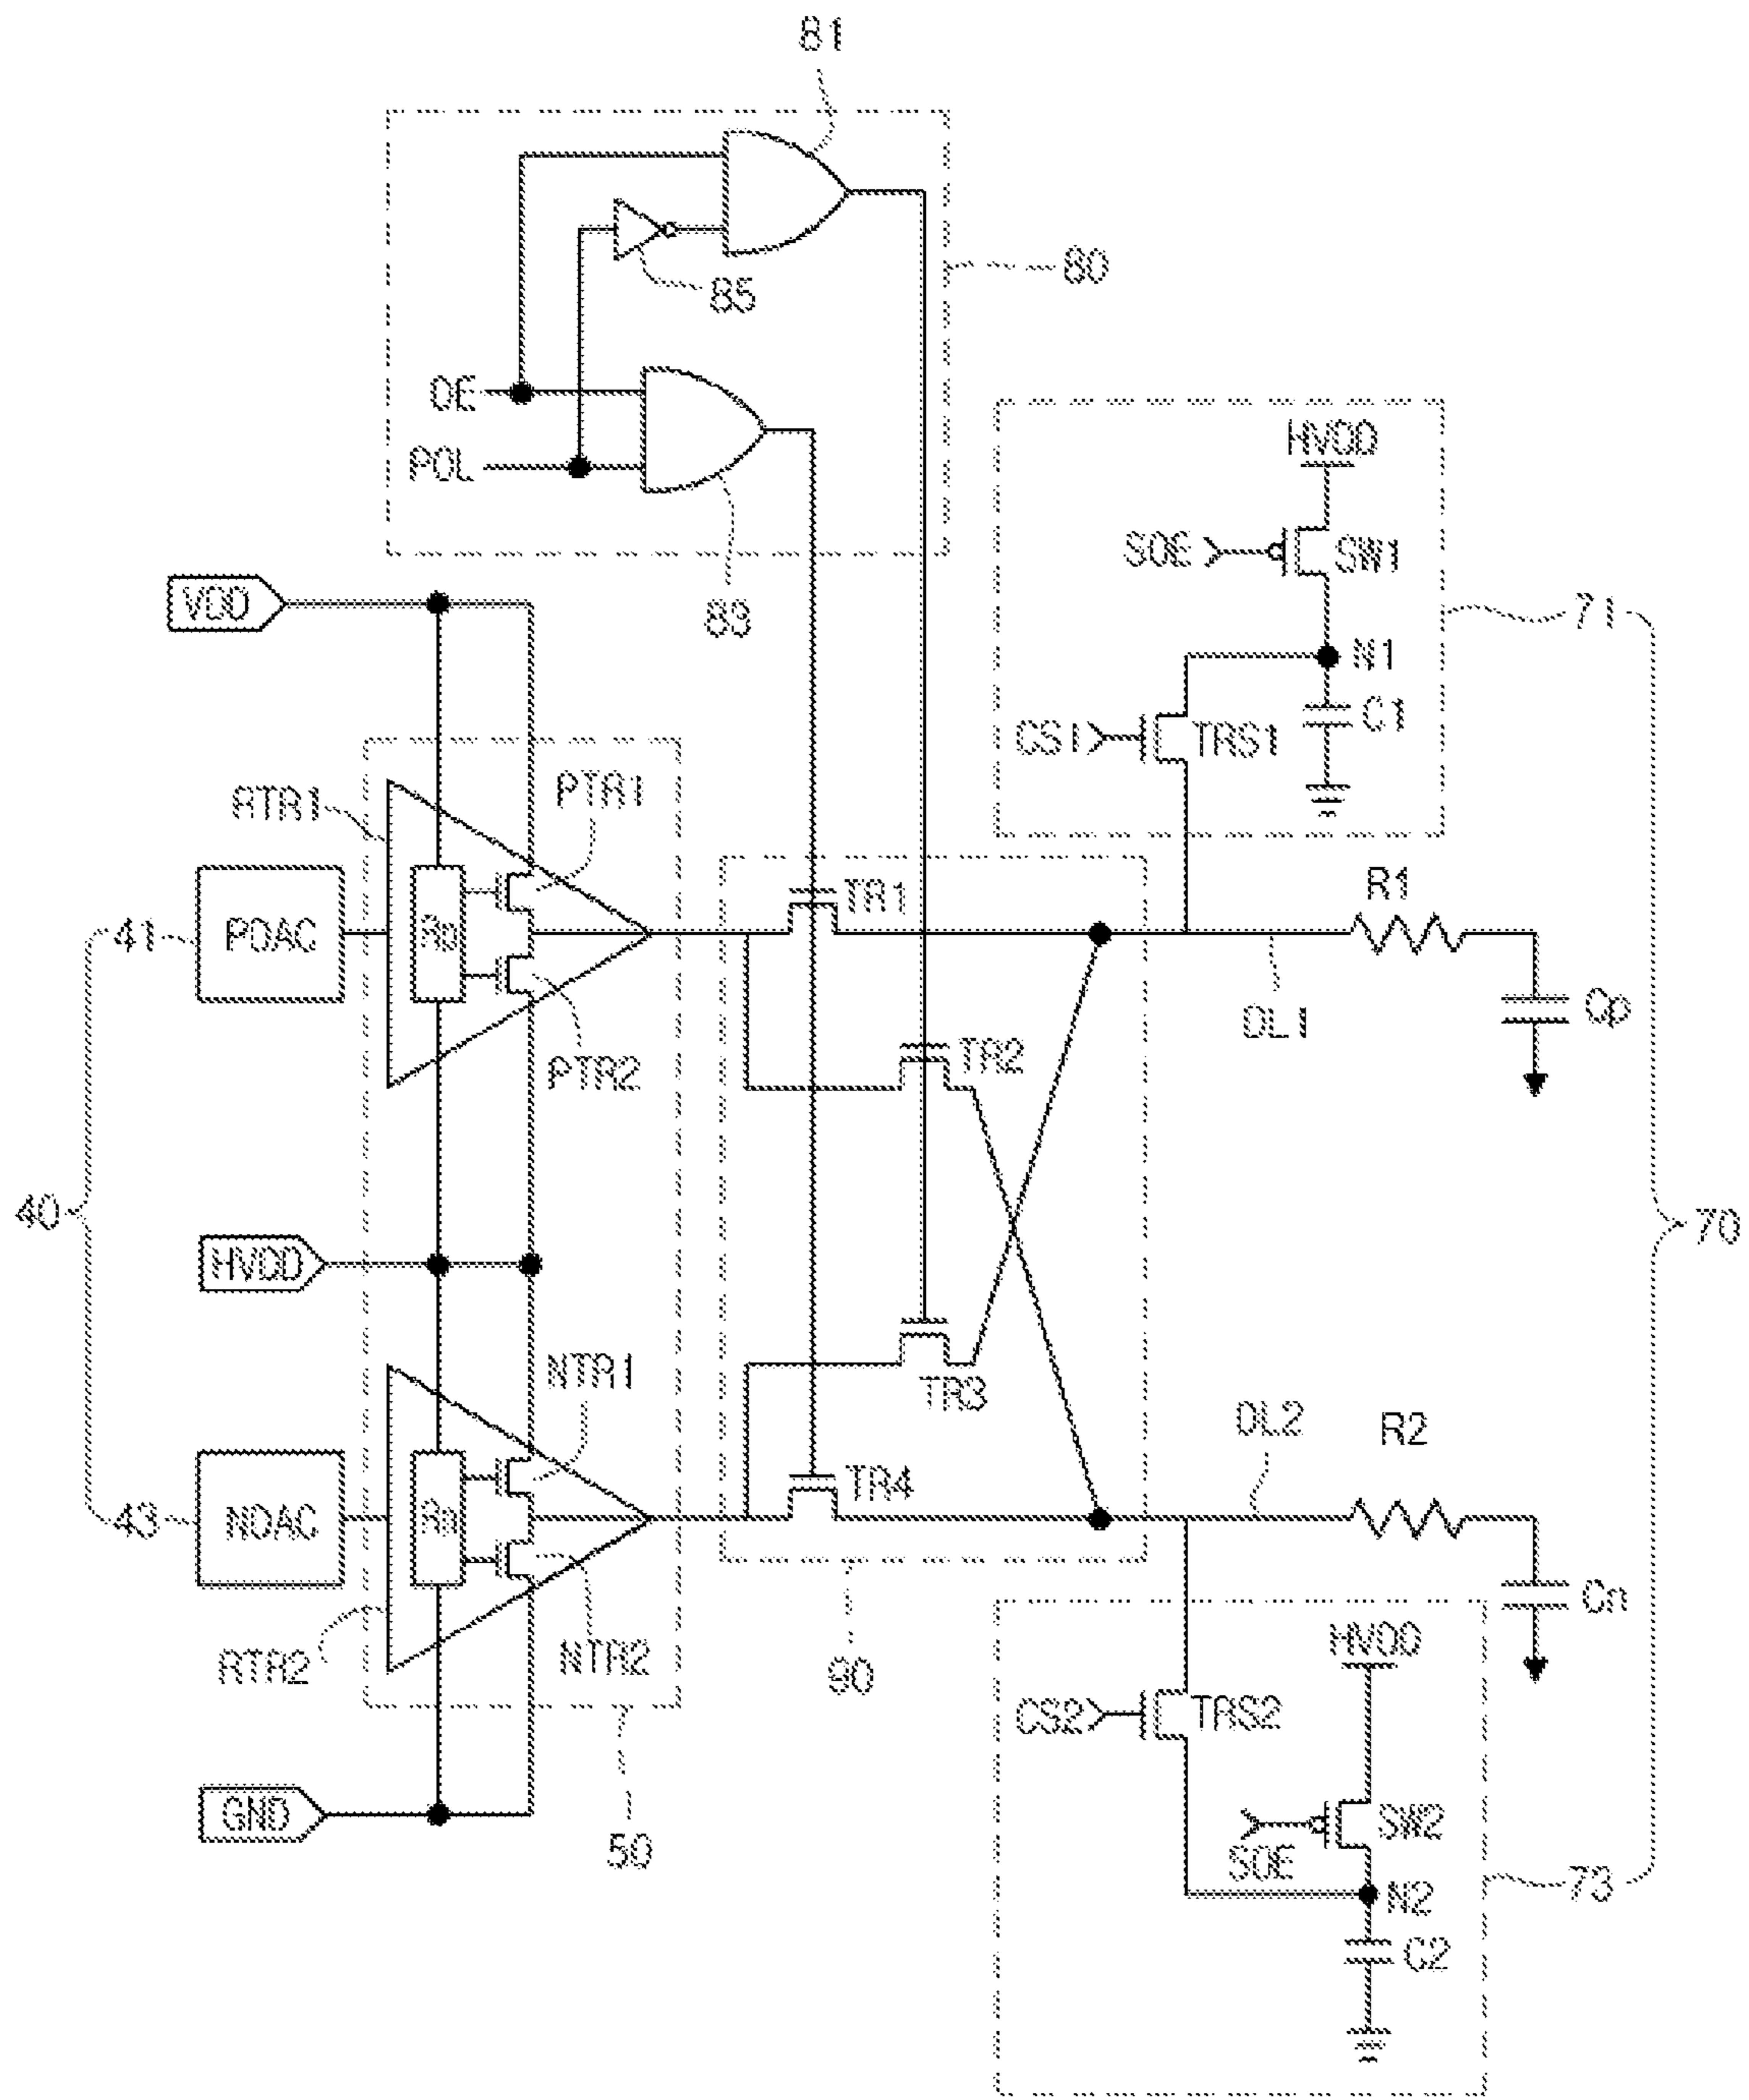 81
85
80
OE
POL
83
HVDD
SOE
SW1
71
N1
C1
CS1
TRS1
VDD
RTR1
PTR1
41
PDAC
Rp
PTR2
TR1
R1
DL1
Cp
TR2
40
HVDD
70
TR3
NTR1
43
NDAC
Rn
TR4
DL2
R2
Cn
RTR2
NTR2
90
HVDD
CS2
TRS2
GND
50
SW2
SOE
73
N2
C2